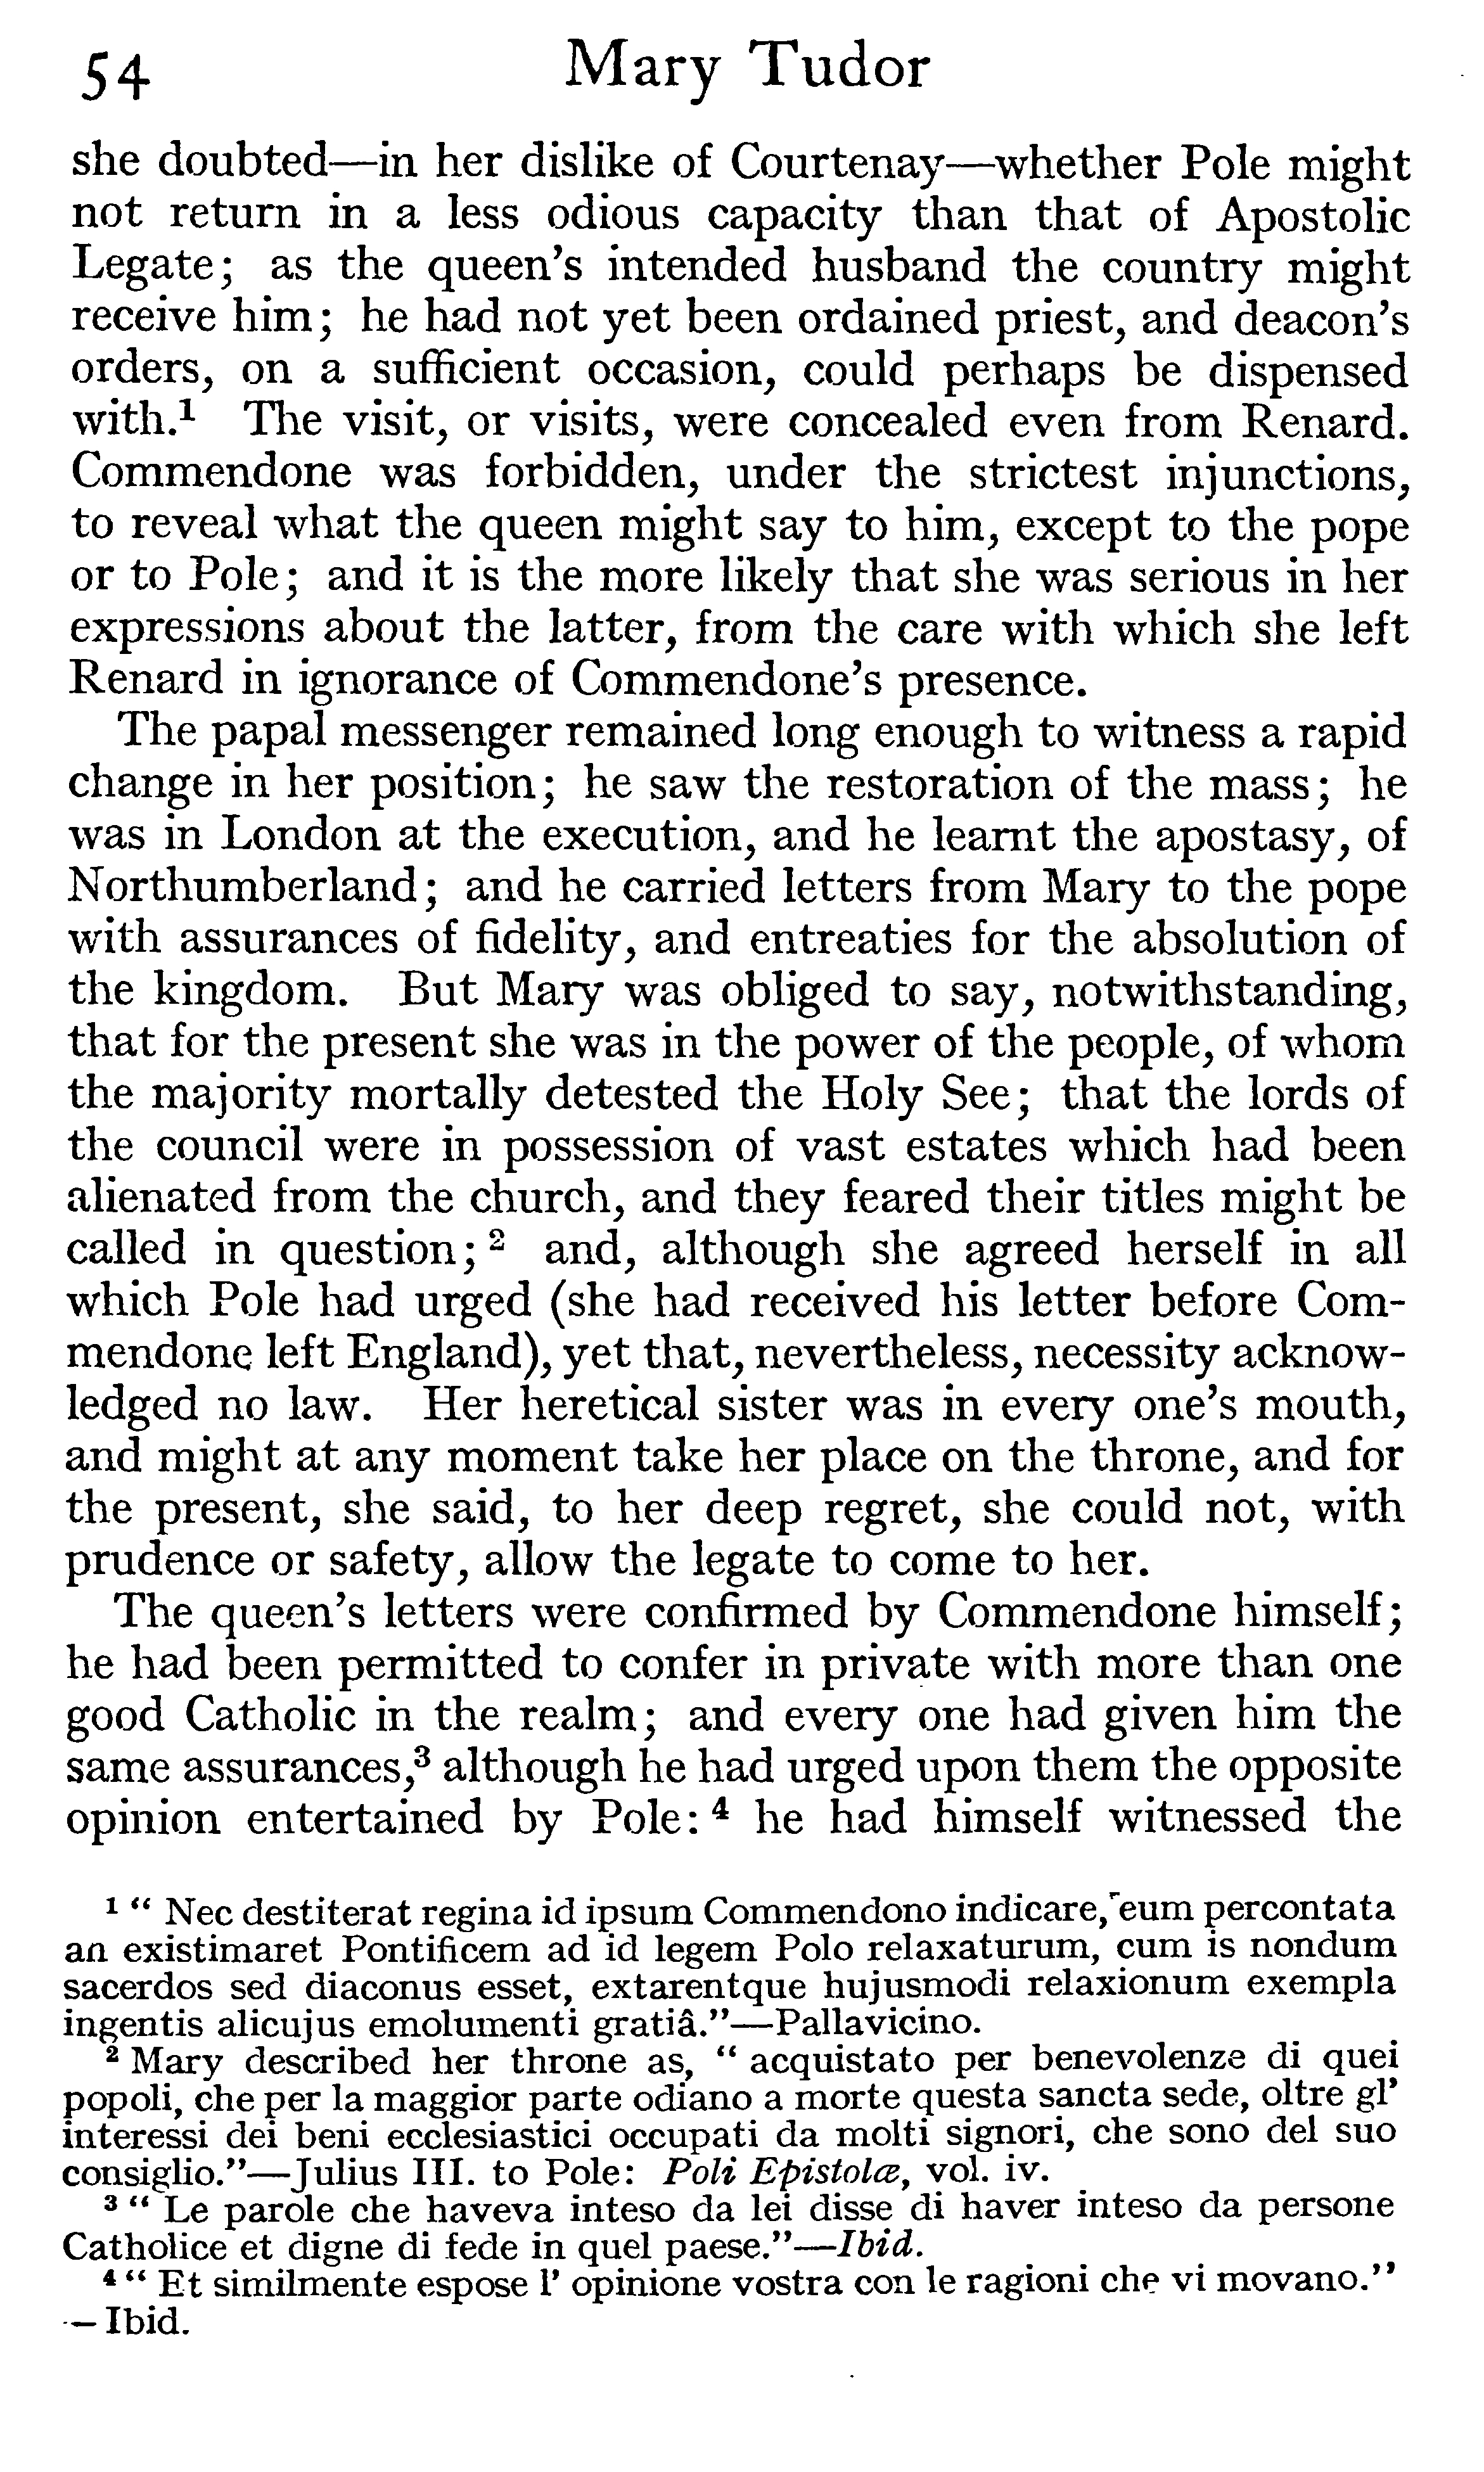 54 Mary Tudor
she doubted—in her dislike of Courtenay—whether Pole might
not return in a less odious capacity than that of Apostolic
Legate; as the queen's intended husband the country might
receive him; he had not yet been ordained priest, and deacon's
orders, on a sufficient occasion, could perhaps be dispensed
with.¹ The visit, or visits, were concealed even from Renard.
Commendone was forbidden, under the strictest injunctions,
to reveal what the queen might say to him, except to the pope
or to Pole; and it is the more likely that she was serious in her
expressions about the latter, from the care with which she left
Renard in ignorance of Commendone's presence.
The papal messenger remained long enough to witness a rapid
change in her position; he saw the restoration of the mass; he
was in London at the execution, and he learnt the apostasy, of
Northumberland; and he carried letters from Mary to the pope
with assurances of fidelity, and entreaties for the absolution of
the kingdom. But Mary was obliged to say, notwithstanding,
that for the present she was in the power of the people, of whom
the majority mortally detested the Holy See; that the lords of
the council were in possession of vast estates which had been
alienated from the church, and they feared their titles might be
called in question; ² and, although she agreed herself in all
which Pole had urged (she had received his letter before Com-
mendone left England), yet that, nevertheless, necessity acknow-
ledged no law. Her heretical sister was in every one's mouth,
and might at any moment take her place on the throne, and for
the present, she said, to her deep regret, she could not, with
prudence or safety, allow the legate to come to her.
The queen's letters were confirmed by Commendone himself;
he had been permitted to confer in private with more than one
good Catholic in the realm; and every one had given him the
same assurances,³ although he had urged upon them the opposite
opinion entertained by Pole: ⁴ he had himself witnessed the
¹ " Nec destiterat regina id ipsum Commendono indicare, eum percontata
an existimaret Pontificem ad id legem Polo relaxaturum, cum is nondum
sacerdos sed diaconus esset, extarentque hujusmodi relaxionum exempla
ingentis alicujus emolumenti gratiâ."—Pallavicino.
² Mary described her throne as, " acquistato per benevolenze di quei
popoli, che per la maggior parte odiano a morte questa sancta sede, oltre gl'
interessi dei beni ecclesiastici occupati da molti signori, che sono del suo
consiglio."—Julius III. to Pole: Poli Epistolæ, vol. iv.
³ " Le parole che haveva inteso da lei disse di haver inteso da persone
Catholice et digne di fede in quel paese."—Ibid.
⁴ " Et similmente espose l' opinione vostra con le ragioni che vi movano."
— Ibid.